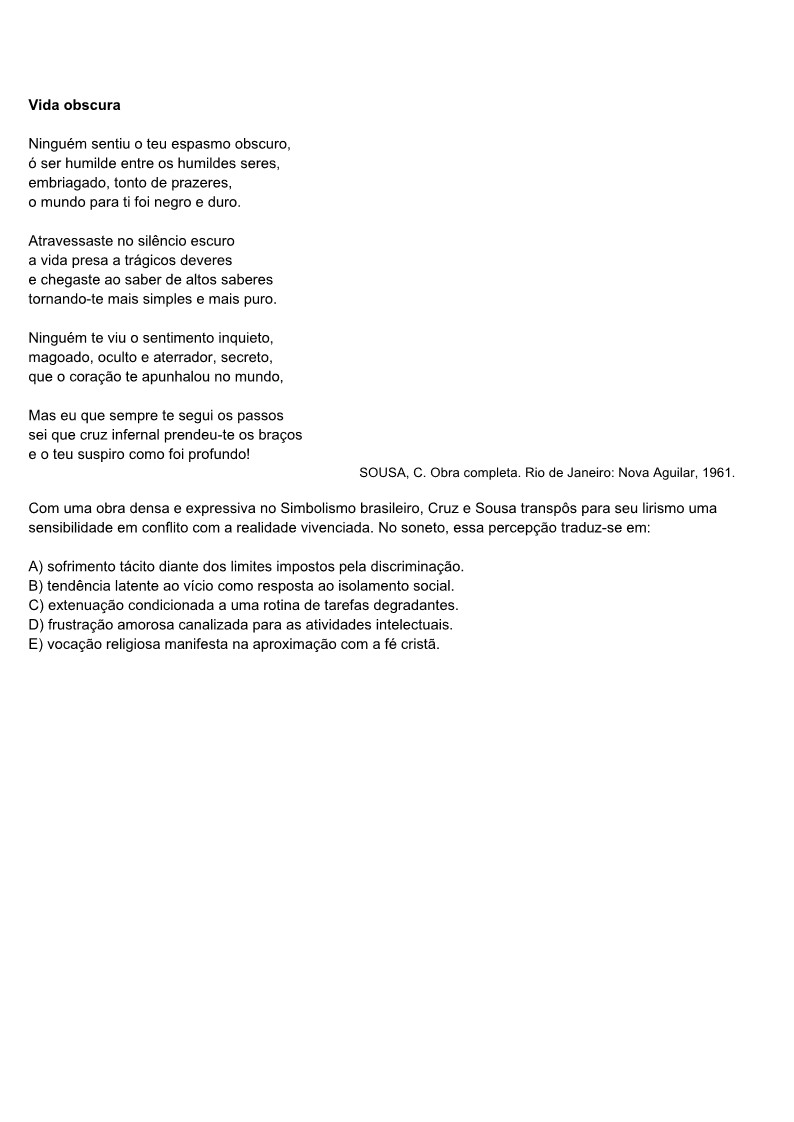 Vida obscura
Ninguém sentiu o teu espasmo obscuro,
ó ser humilde entre os humildes seres,
embriagado, tonto de prazeres,
o mundo para ti foi negro e duro.
Atravessaste no silêncio escuro
a vida presa a trágicos deveres
e chegaste ao saber de altos saberes
tornando-te mais simples e mais puro.
Ninguém te viu o sentimento inquieto,
magoado, oculto e aterrador, secreto,
que o coração te apunhalou no mundo,
Mas eu que sempre te segui os passos
sei que cruz infernal prendeu-te os braços
e o teu suspiro como foi profundo!
SOUSA, C. Obra completa. Rio de Janeiro: Nova Aguilar, 1961.
Com uma obra densa e expressiva no Simbolismo brasileiro, Cruz e Sousa transpôs para seu lirismo uma
sensibilidade em conflito com a realidade vivenciada. No soneto, essa percepção traduz-se em:
A) sofrimento tácito diante dos limites impostos pela discriminação.
B) tendência latente ao vício como resposta ao isolamento social.
C) extenuação condicionada a uma rotina de tarefas degradantes.
D) frustração amorosa canalizada para as atividades intelectuais.
E) vocação religiosa manifesta na aproximação com a fé cristã.